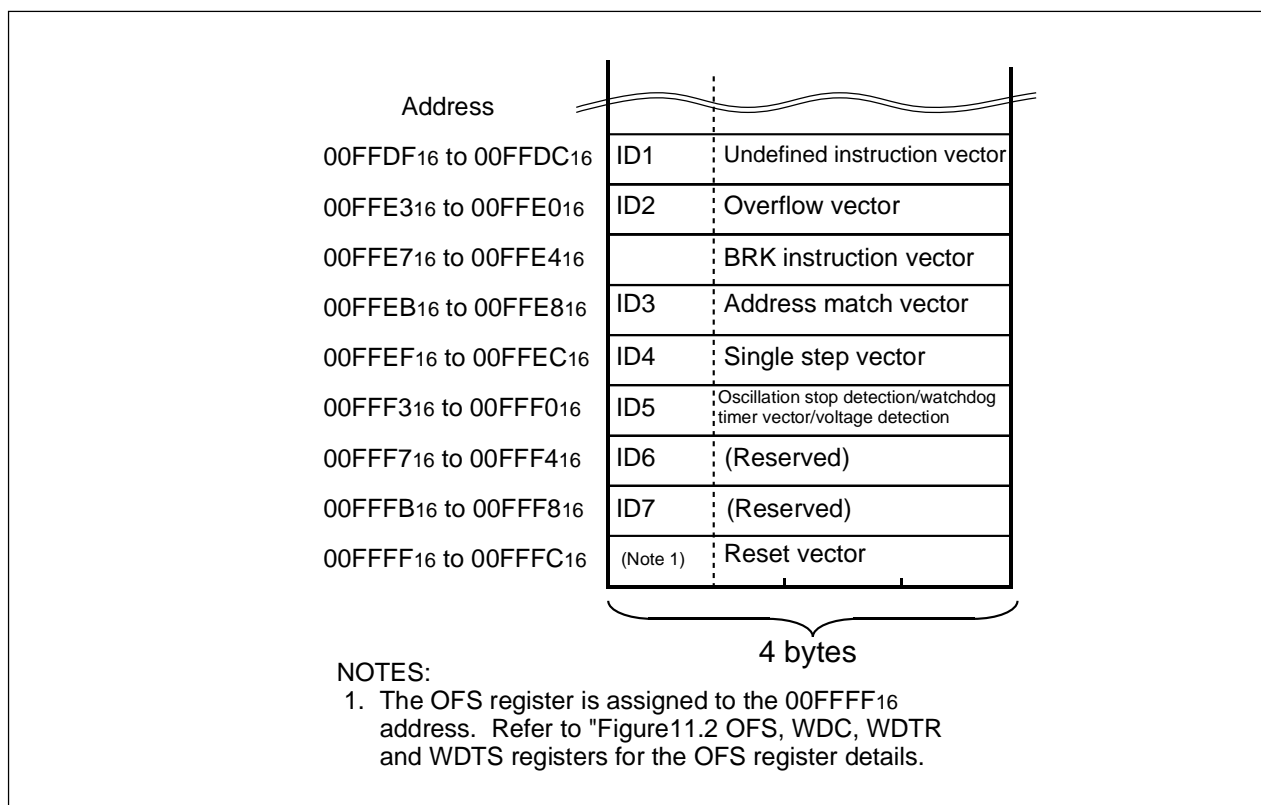 Address
00FFDF16 to 00FFDC16 ID1 Undefined instruction vector
00FFE316 to 00FFE016 ID2 Overflow vector
00FFE716 to 00FFE416 BRK instruction vector
00FFEB16 to 00FFE816 ID3 Address match vector
00FFEF16 to 00FFEC16 ID4 Single step vector
00FFF316 to 00FFF016 ID5 Oscillation stop detection/watchdog
timer vector/voltage detection
00FFF716 to 00FFF416 ID6 (Reserved)
00FFFB16 to 00FFF816 ID7 (Reserved)
00FFFF16 to 00FFFC16 (Note 1) Reset vector
4 bytes
NOTES:
1. The OFS register is assigned to the 00FFFF16
address. Refer to "Figure11.2 OFS, WDC, WDTR
and WDTS registers for the OFS register details.